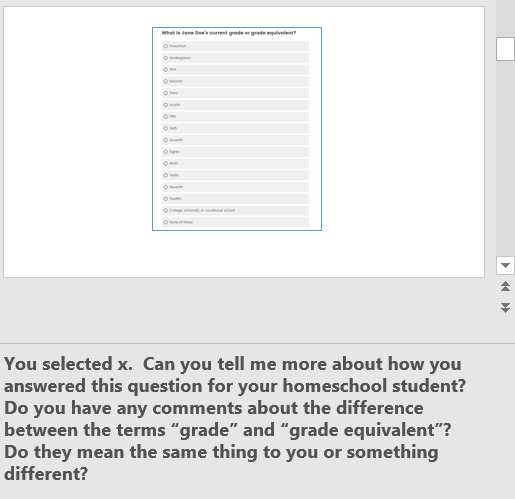 What is Jane Doe's current grade or grade equivalent?
Preschool
Kindergarten
First
Second
Third
Fourth
Fifth
Sixth
Seventh
Eighth
Ninth
Tenth
Eleventh
Twelfth
College, university or vocational school
None of these
You selected x.  Can you tell me more about how you
answered this question for your homeschool student?
Do you have any comments about the difference
between the terms “grade” and “grade equivalent”?
Do they mean the same thing to you or something
different?